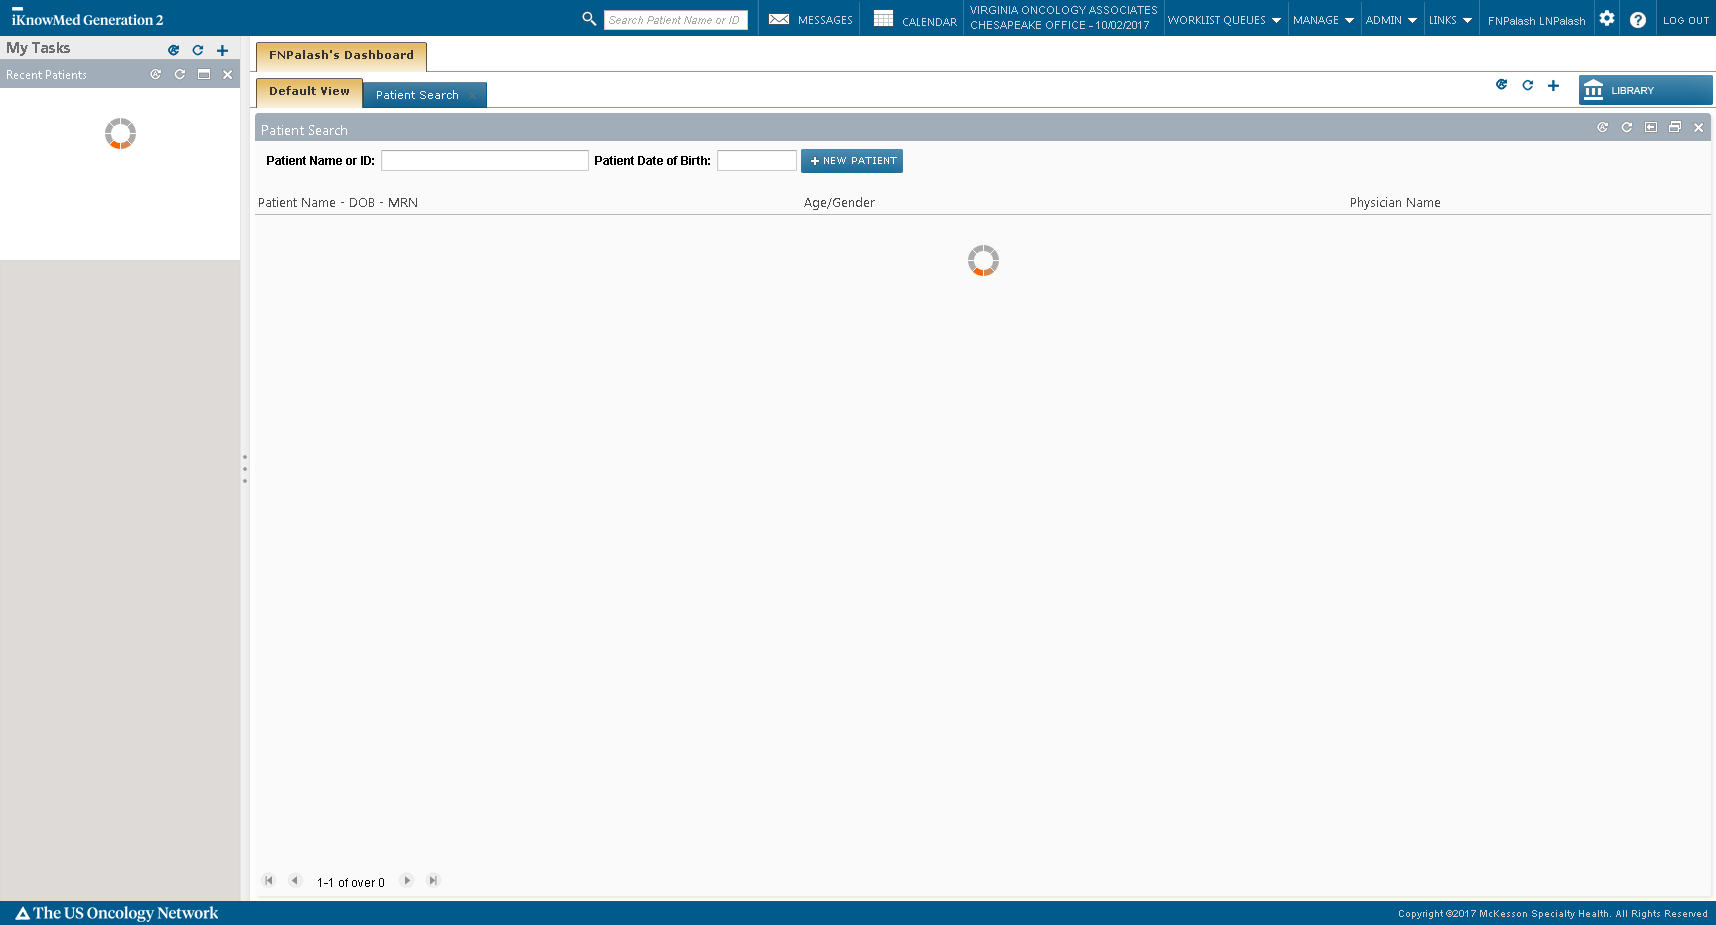 iKnowMed Generation 2
Search Patient Name or ID
MESSAGES
CALENDAR
VIRGINIA ONCOLOGY ASSOCIATES
CHESAPEAKE OFFICE - 10/02/2017
WORKLIST QUEUES
MANAGE
ADMIN
LINKS
FNPalash LNPalash
LOG OUT
My Tasks
Recent Patients
FNPalash's Dashboard
Default View
Patient Search
LIBRARY
Patient Search
Patient Name or ID:
Patient Date of Birth:
+ NEW PATIENT
Patient Name - DOB - MRN
Age/Gender
Physician Name
1-1 of over 0
The US Oncology Network
Copyright ©2017 McKesson Specialty Health. All Rights Reserved